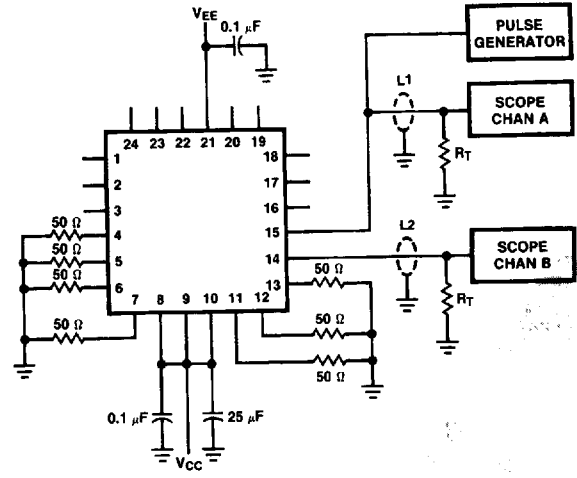 VEE
0.1 µF
PULSE
GENERATOR
L1
SCOPE
CHAN A
RT
24 23 22 21 20 19
1
2
3
4
5
6
18
17
16
15
14
13
7 8 9 10 11 12
50 Ω
50 Ω
50 Ω
50 Ω
L2
SCOPE
CHAN B
RT
50 Ω
50 Ω
50 Ω
0.1 µF
25 µF
VCC